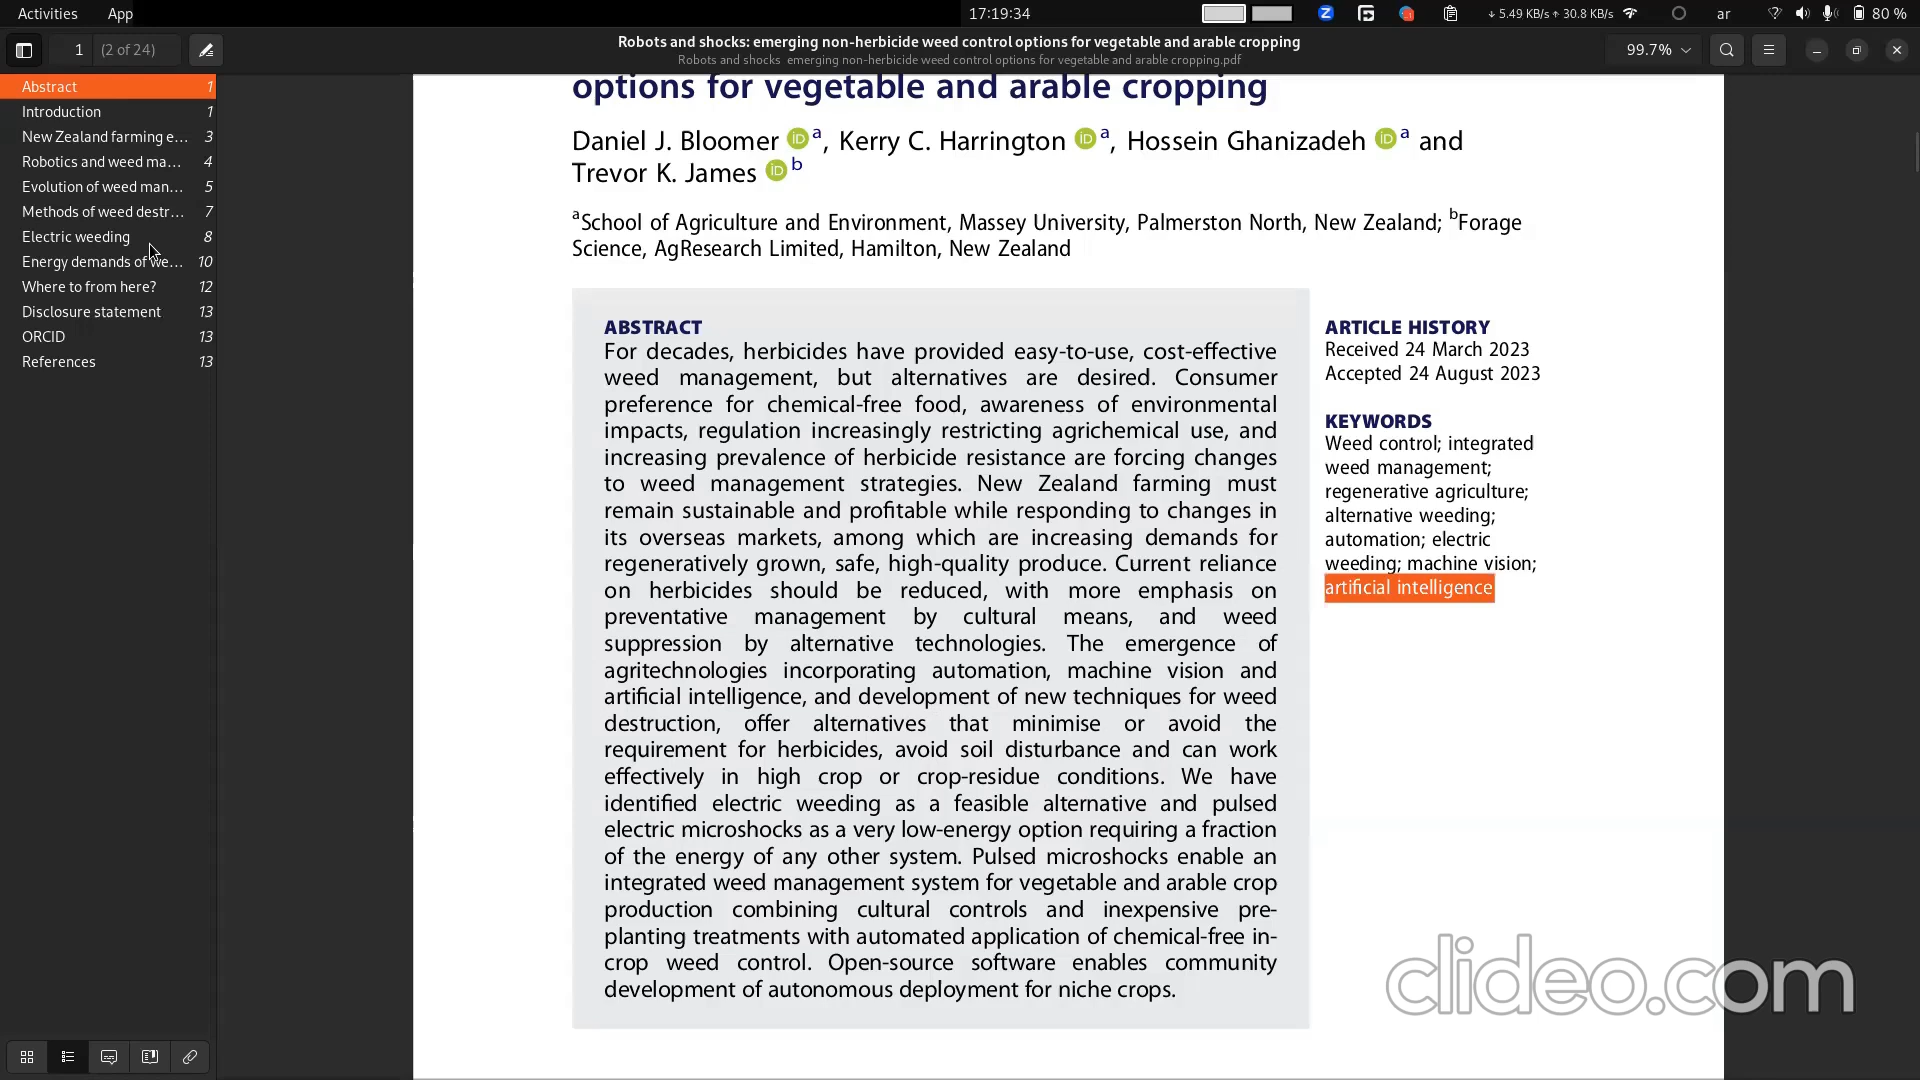 Activities App 17:19:34 ↓ 5.49 KB/s ↑ 30.8 KB/s ar 80 %
1 (2 of 24) Robots and shocks: emerging non-herbicide weed control options for vegetable and arable cropping 99.7%
Robots and shocks  emerging non-herbicide weed control options for vegetable and arable cropping.pdf
Abstract 1
Introduction 1
New Zealand farming e... 3
Robotics and weed ma... 4
Evolution of weed man... 5
Methods of weed destr... 7
Electric weeding 8
Energy demands of we... 10
Where to from here? 12
Disclosure statement 13
ORCID 13
References 13
options for vegetable and arable cropping
Daniel J. Bloomer iD a, Kerry C. Harrington iD a, Hossein Ghanizadeh iD a and
Trevor K. James iD b
aSchool of Agriculture and Environment, Massey University, Palmerston North, New Zealand; bForage
Science, AgResearch Limited, Hamilton, New Zealand
ABSTRACT
For decades, herbicides have provided easy-to-use, cost-effective
weed management, but alternatives are desired. Consumer
preference for chemical-free food, awareness of environmental
impacts, regulation increasingly restricting agrichemical use, and
increasing prevalence of herbicide resistance are forcing changes
to weed management strategies. New Zealand farming must
remain sustainable and profitable while responding to changes in
its overseas markets, among which are increasing demands for
regeneratively grown, safe, high-quality produce. Current reliance
on herbicides should be reduced, with more emphasis on
preventative management by cultural means, and weed
suppression by alternative technologies. The emergence of
agritechnologies incorporating automation, machine vision and
artificial intelligence, and development of new techniques for weed
destruction, offer alternatives that minimise or avoid the
requirement for herbicides, avoid soil disturbance and can work
effectively in high crop or crop-residue conditions. We have
identified electric weeding as a feasible alternative and pulsed
electric microshocks as a very low-energy option requiring a fraction
of the energy of any other system. Pulsed microshocks enable an
integrated weed management system for vegetable and arable crop
production combining cultural controls and inexpensive pre-
planting treatments with automated application of chemical-free in-
crop weed control. Open-source software enables community
development of autonomous deployment for niche crops.
ARTICLE HISTORY
Received 24 March 2023
Accepted 24 August 2023
KEYWORDS
Weed control; integrated
weed management;
regenerative agriculture;
alternative weeding;
automation; electric
weeding; machine vision;
artificial intelligence
clideo.com